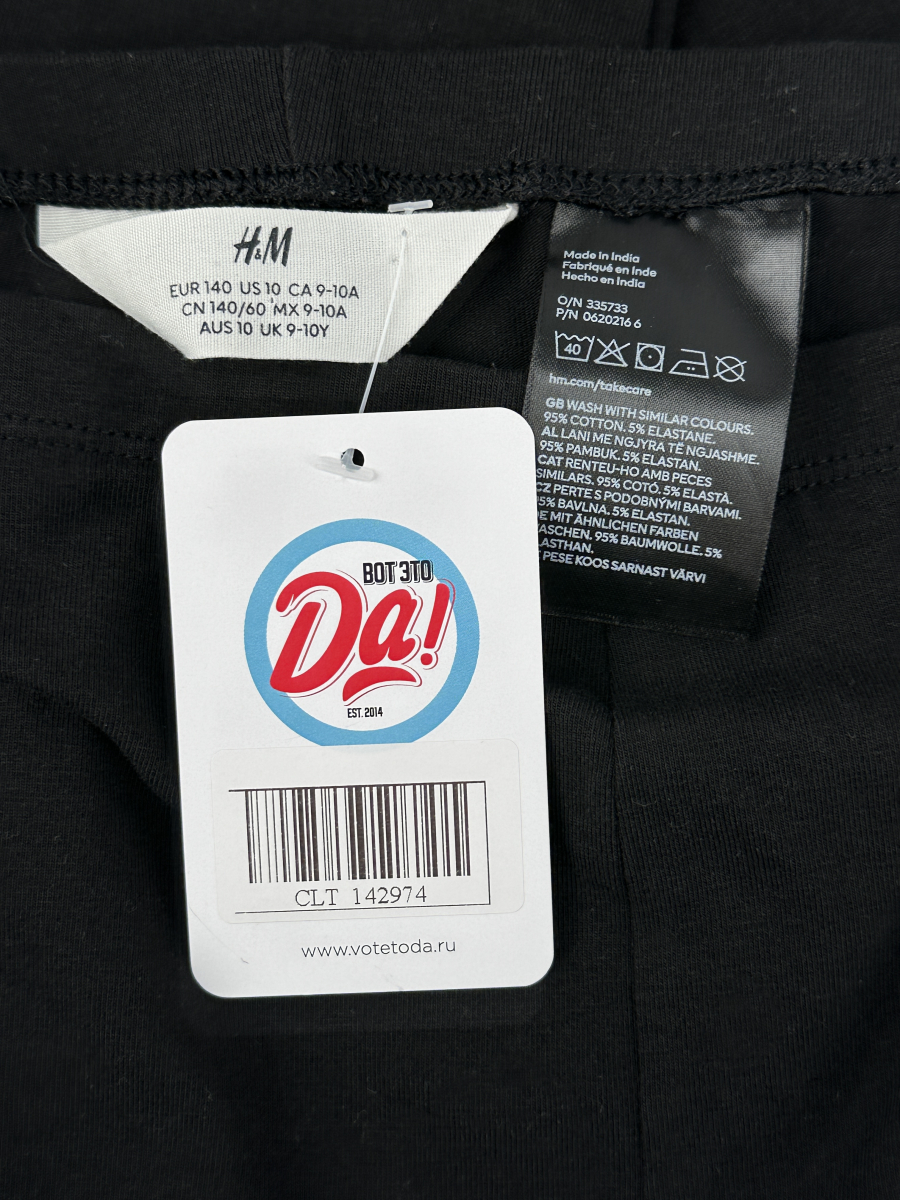 H&M
EUR 140 US 10 CA 9-10A
CN 140/60 MX 9-10A
AUS 10 UK 9-10Y
Made in India
Fabriqué en Inde
Hecho en India
O/N 335733
P/N 0620216 6
40
hm.com/takecare
GB WASH WITH SIMILAR COLOURS.
95% COTTON. 5% ELASTANE.
AL LANI ME NGJYRA TË NGJASHME.
95% PAMBUK. 5% ELASTAN.
CAT RENTEU-HO AMB PECES
SIMILARS. 95% COTÓ. 5% ELASTÀ.
CZ PERTE S PODOBNÝMI BARVAMI.
5% BAVLNA. 5% ELASTAN.
DE MIT ÄHNLICHEN FARBEN
ASCHEN. 95% BAUMWOLLE. 5%
LASTHAN.
PESE KOOS SARNAST VÄRVI
ВОТ ЭТО
Да!
EST. 2014
CLT 142974
www.votetoda.ru